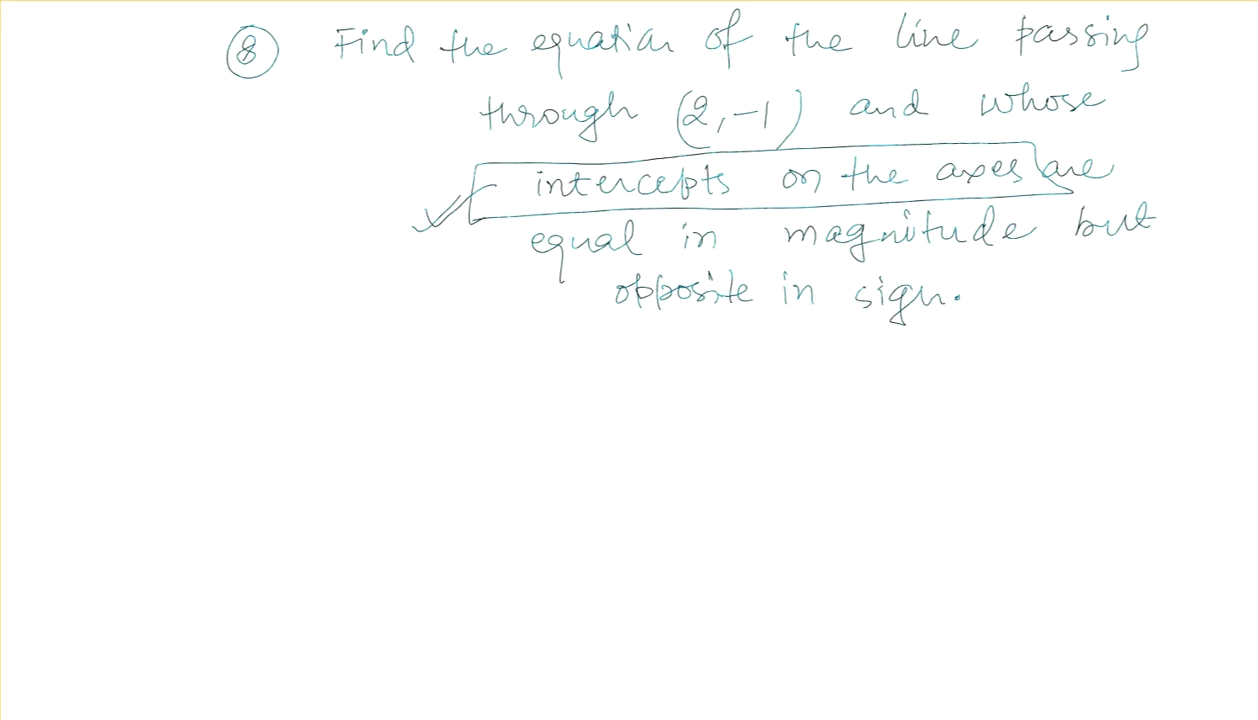 8 Find the equation of the line passing
through (2,-1) and whose
intercepts on the axes are
equal in magnitude but
opposite in sign.